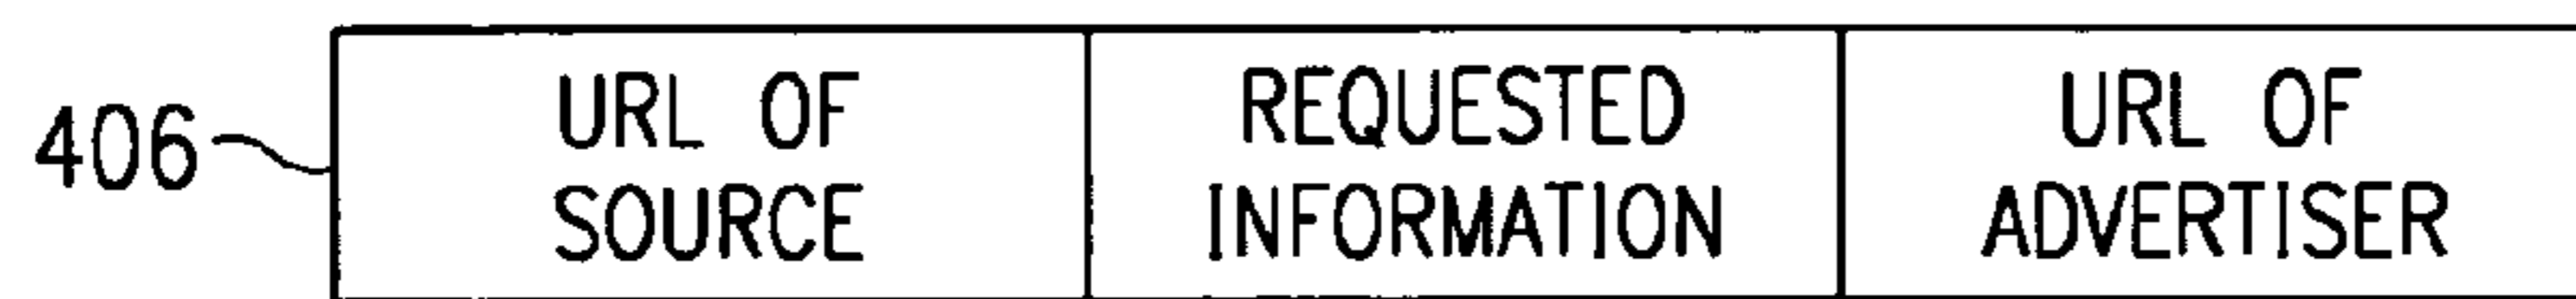 406
URL OF
SOURCE
REQUESTED
INFORMATION
URL OF
ADVERTISER